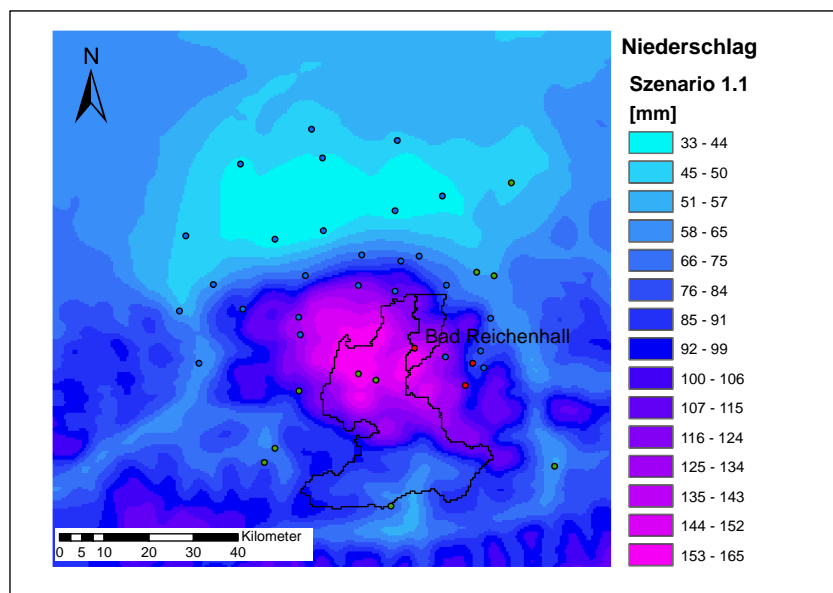 N
Niederschlag
Szenario 1.1
[mm]
33 - 44
45 - 50
51 - 57
58 - 65
66 - 75
76 - 84
85 - 91
92 - 99
100 - 106
107 - 115
116 - 124
125 - 134
135 - 143
144 - 152
153 - 165
Bad Reichenhall
Kilometer
0 5 10 20 30 40